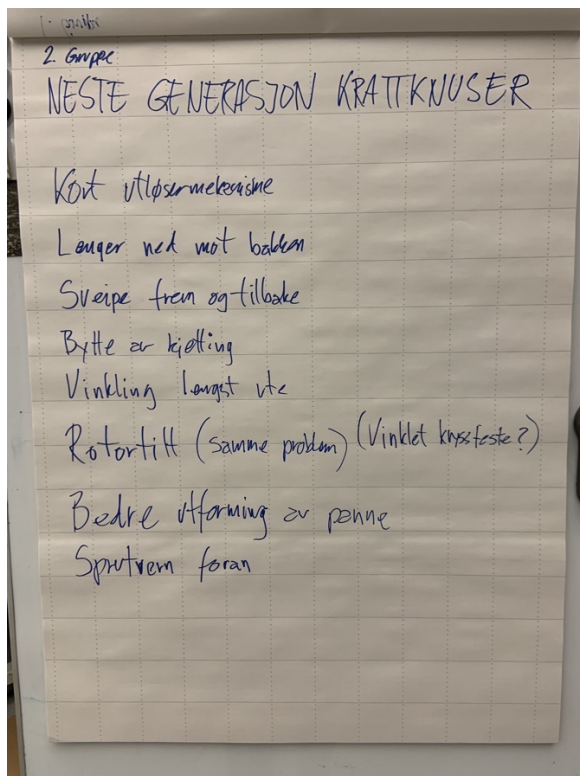 2. Gruppe
NESTE GENERASJON KRATTKNUSER
Kort utløsermekanisme
Lenger ned mot bakken
Sveipe frem og tilbake
Bytte av kjetting
Vinkling lengst ute
Rotortilt (samme problem) (Vinklet kryssfeste?)
Bedre utforming av panne
Sprutvern foran